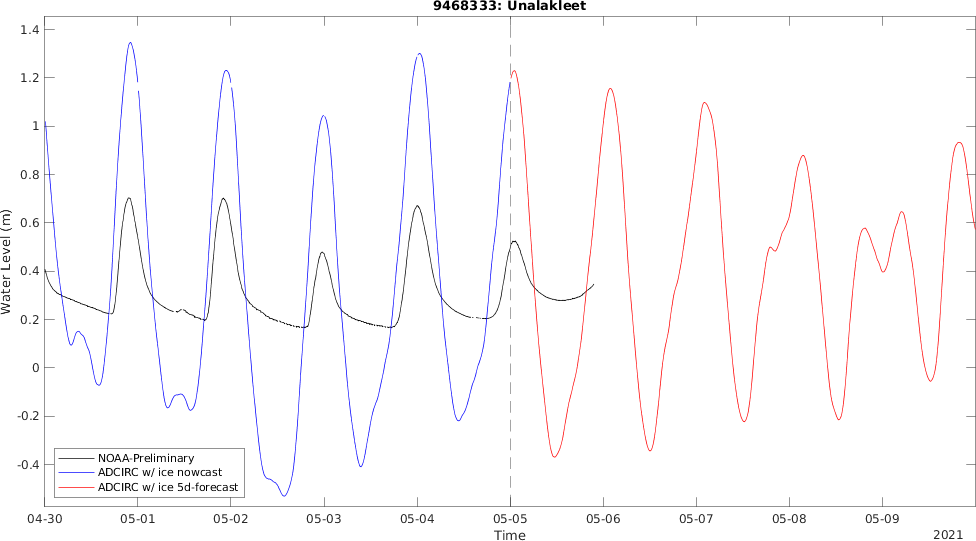 9468333: Unalakleet
Water Level (m)
1.4
1.2
1
0.8
0.6
0.4
0.2
0
-0.2
-0.4
NOAA-Preliminary
ADCIRC w/ ice nowcast
ADCIRC w/ ice 5d-forecast
04-30 05-01 05-02 05-03 05-04 05-05 05-06 05-07 05-08 05-09
Time
2021